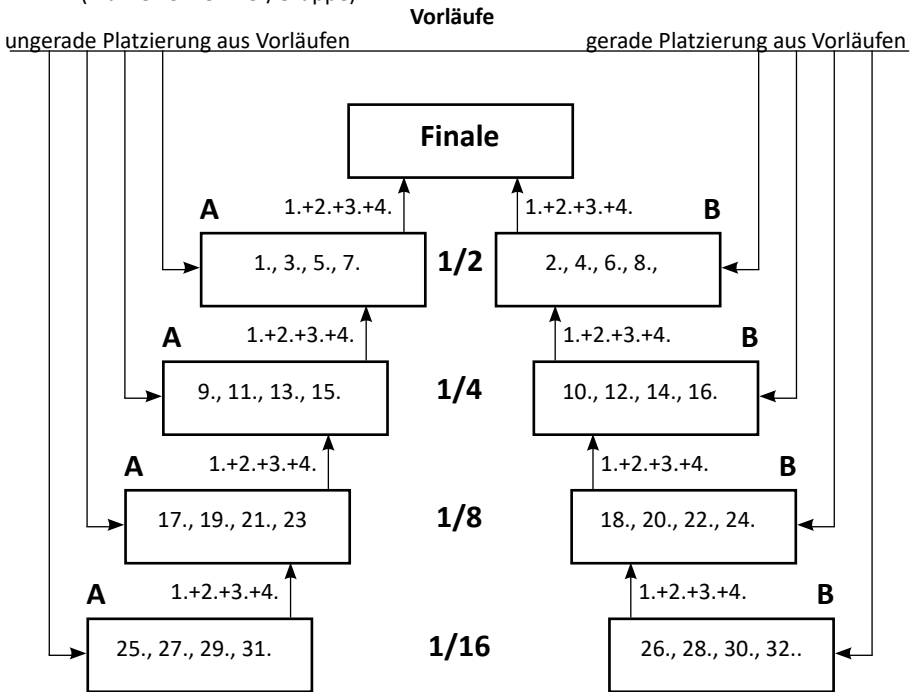 Vorläufe
ungerade Platzierung aus Vorläufen gerade Platzierung aus Vorläufen
Finale
A 1.+2.+3.+4. 1.+2.+3.+4. B
1., 3., 5., 7. 1/2 2., 4., 6., 8.,
A 1.+2.+3.+4. 1.+2.+3.+4. B
9., 11., 13., 15. 1/4 10., 12., 14., 16.
A 1.+2.+3.+4. 1.+2.+3.+4. B
17., 19., 21., 23 1/8 18., 20., 22., 24.
A 1.+2.+3.+4. 1.+2.+3.+4. B
25., 27., 29., 31. 1/16 26., 28., 30., 32..